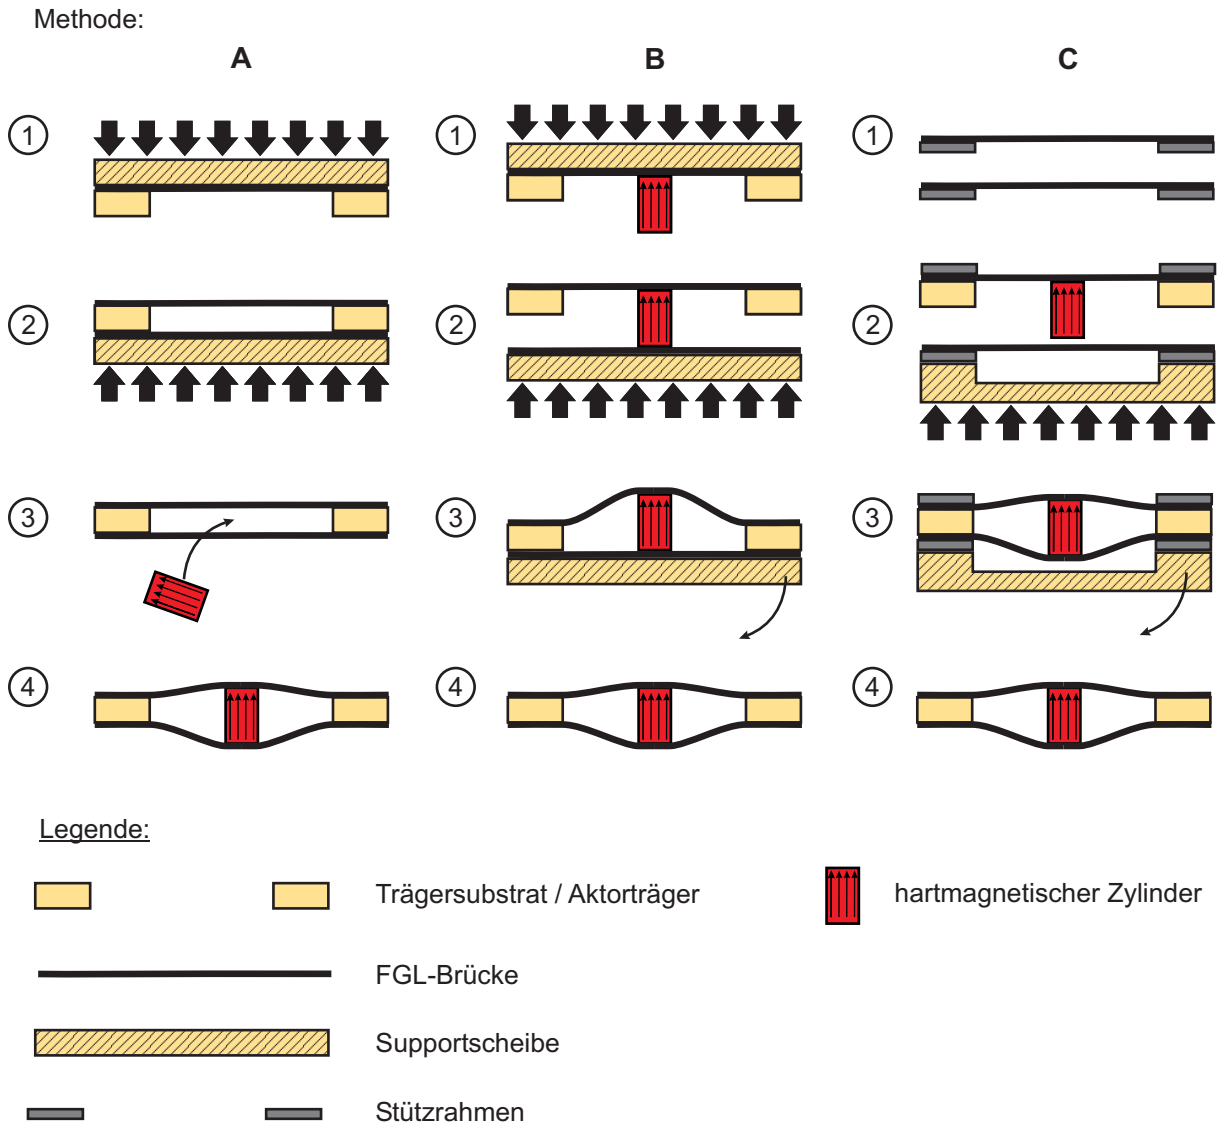 Methode:
A B C
1 1 1
2 2 2
3 3 3
4 4 4
Legende:
Trägersubstrat / Aktorträger
hartmagnetischer Zylinder
FGL-Brücke
Supportscheibe
Stützrahmen